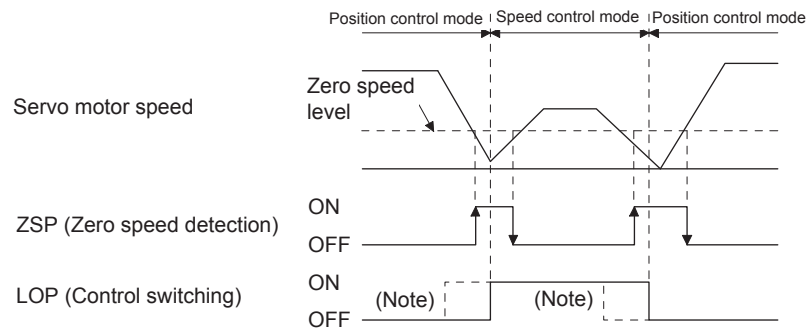 Position control mode Speed control mode Position control mode
Zero speed
level
Servo motor speed
ON
ZSP (Zero speed detection)
OFF
ON
LOP (Control switching)
(Note) (Note)
OFF